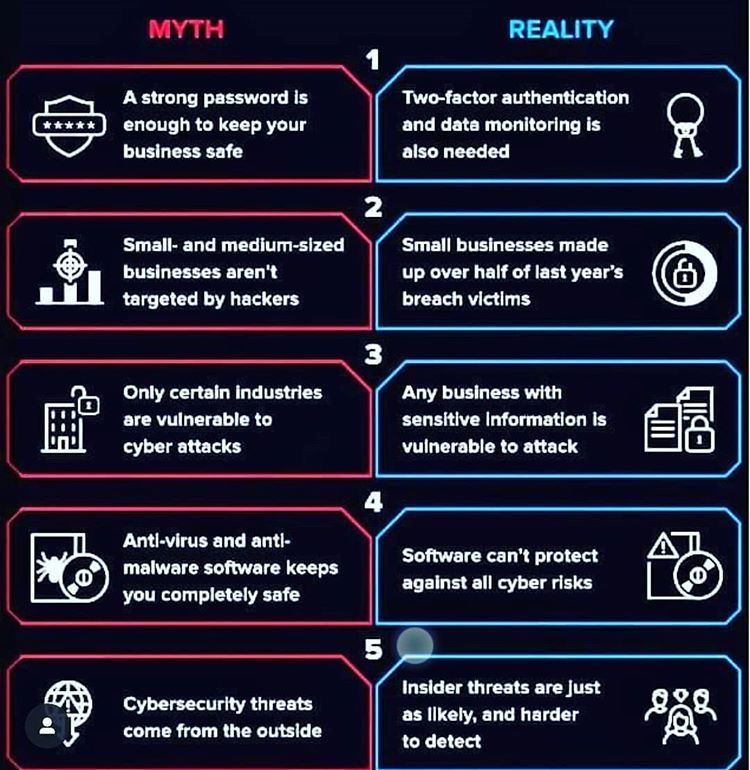 MYTH
REALITY
1
A strong password is
enough to keep your
business safe
Two-factor authentication
and data monitoring is
also needed
2
Small- and medium-sized
businesses aren't
targeted by hackers
Small businesses made
up over half of last year's
breach victims
3
Only certain industries
are vulnerable to
cyber attacks
Any business with
sensitive information is
vulnerable to attack
4
Anti-virus and anti-
malware software keeps
you completely safe
Software can't protect
against all cyber risks
5
Cybersecurity threats
come from the outside
Insider threats are just
as likely, and harder
to detect